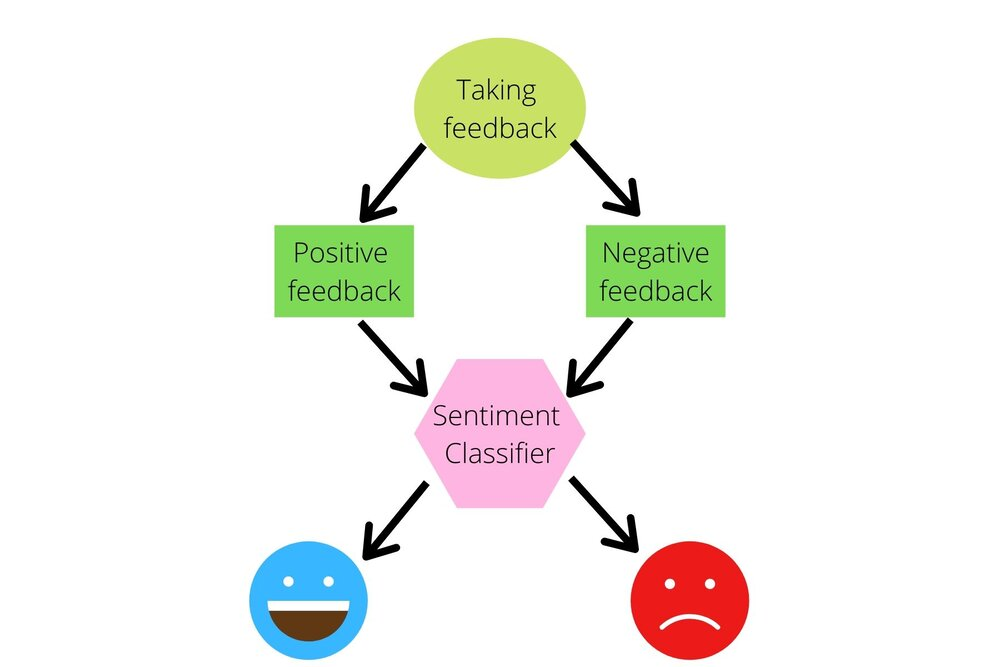 Taking
feedback
Positive
feedback
Negative
feedback
Sentiment
Classifier